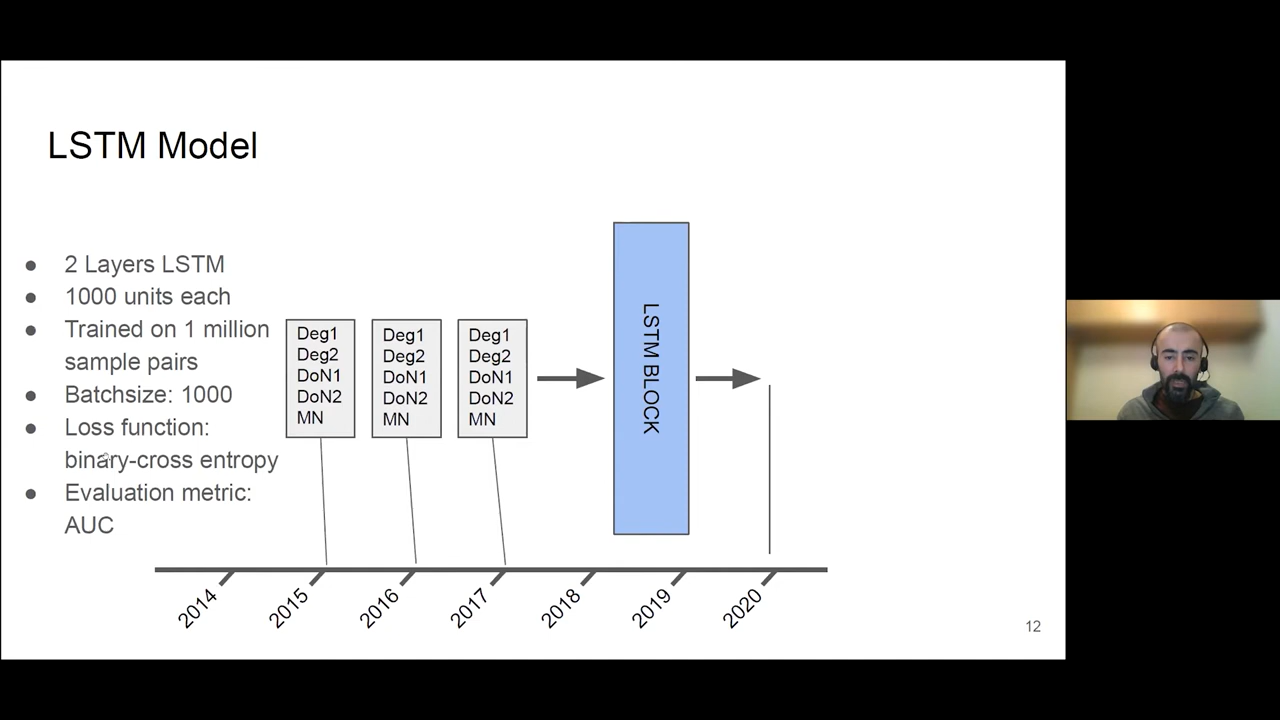 LSTM Model
● 2 Layers LSTM
● 1000 units each
● Trained on 1 million
sample pairs
● Batchsize: 1000
● Loss function:
binary-cross entropy
● Evaluation metric:
AUC
Deg1
Deg2
DoN1
DoN2
MN
Deg1
Deg2
DoN1
DoN2
MN
Deg1
Deg2
DoN1
DoN2
MN
LSTM BLOCK
2014
2015
2016
2017
2018
2019
2020
12